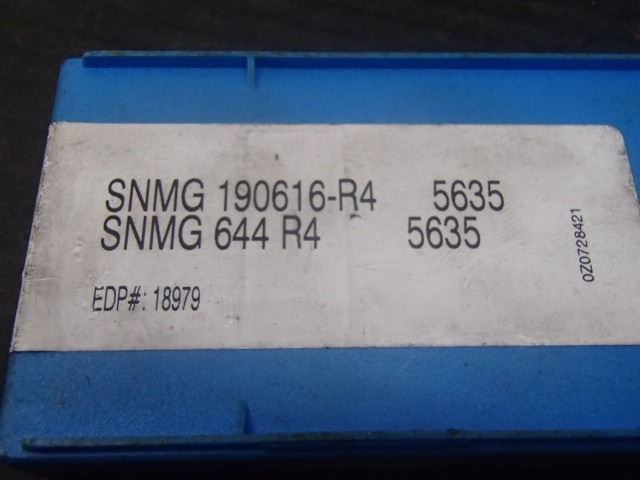 SNMG 190616-R4 5635
SNMG 644 R4 5635
EDP#: 18979
0Z0728421